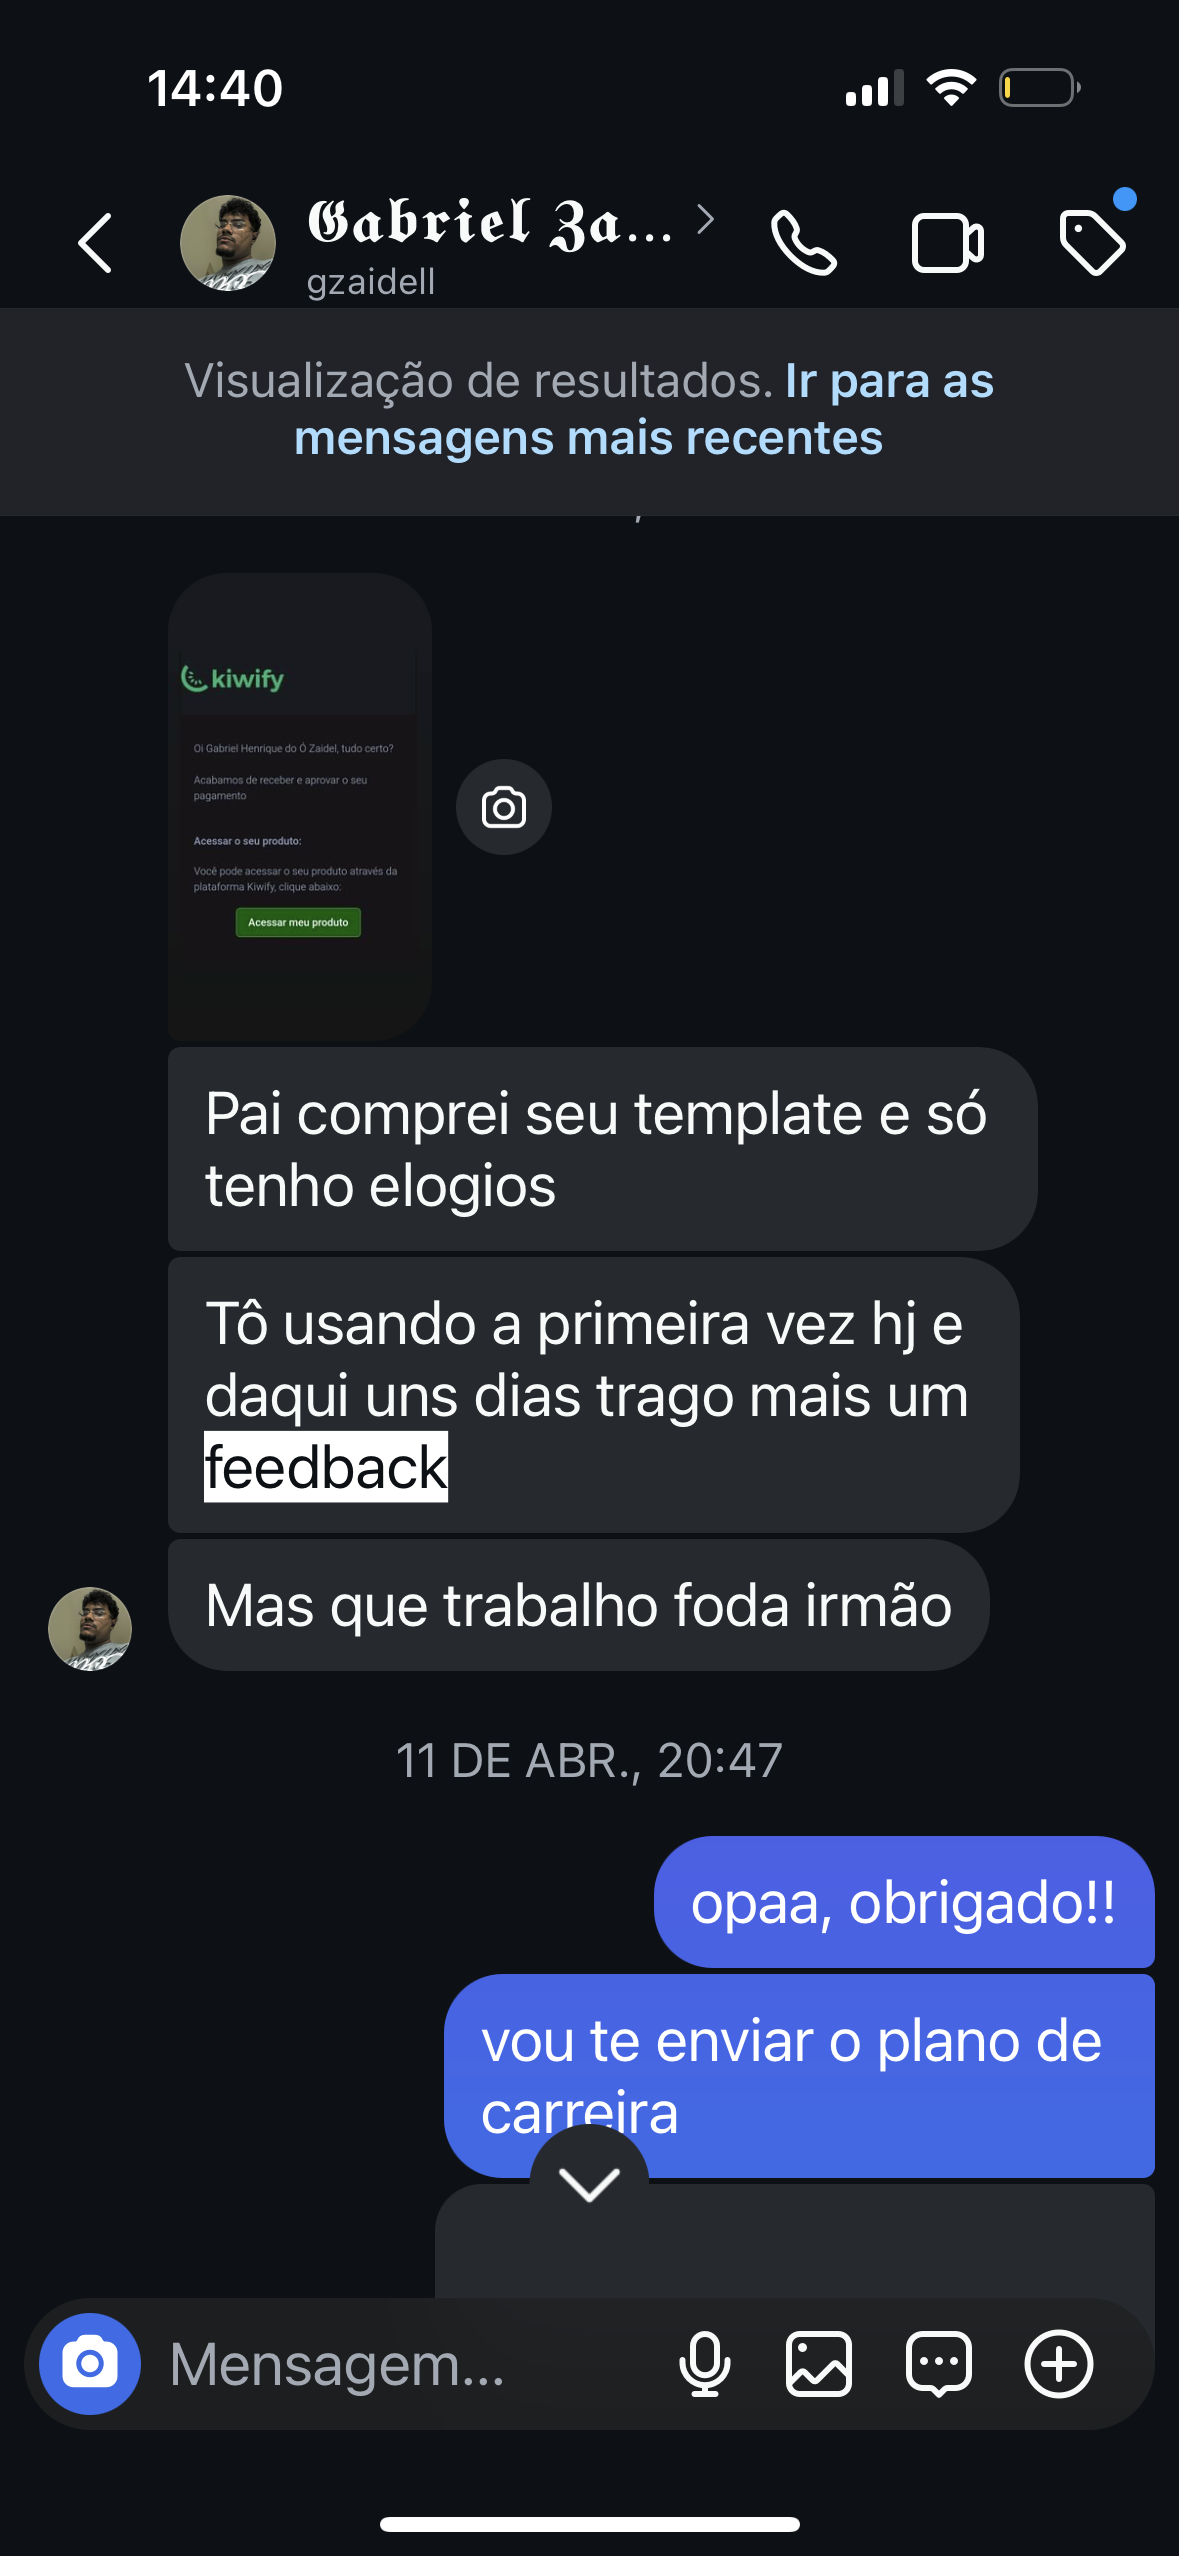 14:40
𝕲𝖆𝖇𝖗𝖎𝖊𝖑 𝖅𝖆...
gzaidell
Visualização de resultados. Ir para as
mensagens mais recentes
kiwify
Oi Gabriel Henrique do Ó Zaidel, tudo certo?
Acabamos de receber e aprovar o seu
pagamento
Acessar o seu produto:
Você pode acessar o seu produto através da
plataforma Kiwify, clique abaixo:
Acessar meu produto
Pai comprei seu template e só
tenho elogios
Tô usando a primeira vez hj e
daqui uns dias trago mais um
feedback
Mas que trabalho foda irmão
11 DE ABR., 20:47
opaa, obrigado!!
vou te enviar o plano de
carreira
Mensagem...